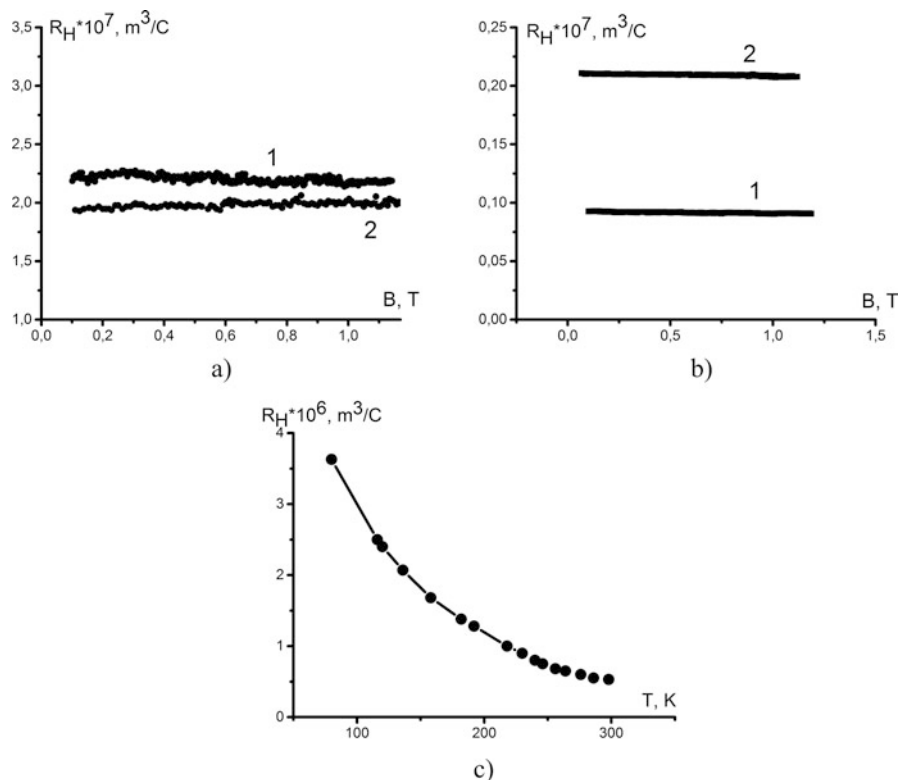 R_H*10^7, m^3/C
3,5
3,0
2,5
2,0
1,5
1,0
0,0 0,2 0,4 0,6 0,8 1,0
1
2
B, T
a)
R_H*10^7, m^3/C
0,25
0,20
0,15
0,10
0,05
0,00
0,0 0,5 1,0 1,5
2
1
B, T
b)
R_H*10^6, m^3/C
4
3
2
1
0
100 200 300
T, K
c)